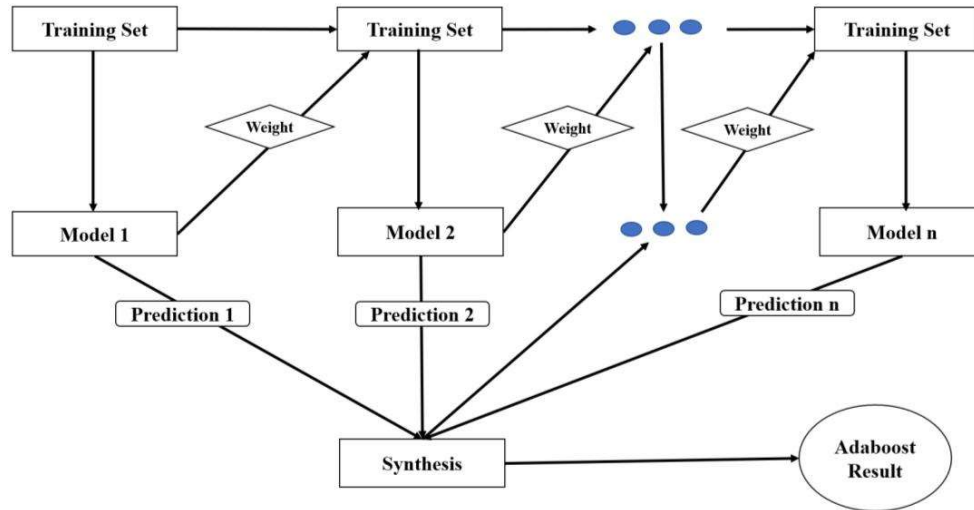 Training Set
Training Set
Training Set
Weight
Weight
Weight
Model 1
Model 2
Model n
Prediction 1
Prediction 2
Prediction n
Synthesis
Adaboost
Result